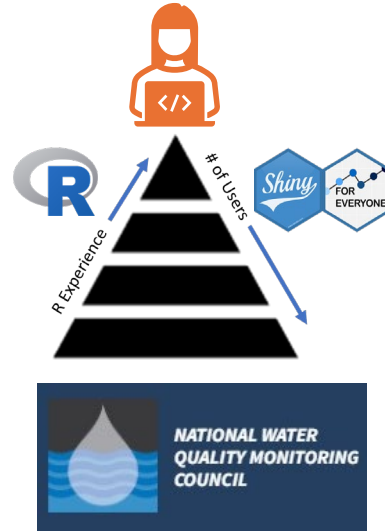 </>
R
R Experience
# of Users
Shiny
FOR
EVERYONE
NATIONAL WATER
QUALITY MONITORING
COUNCIL